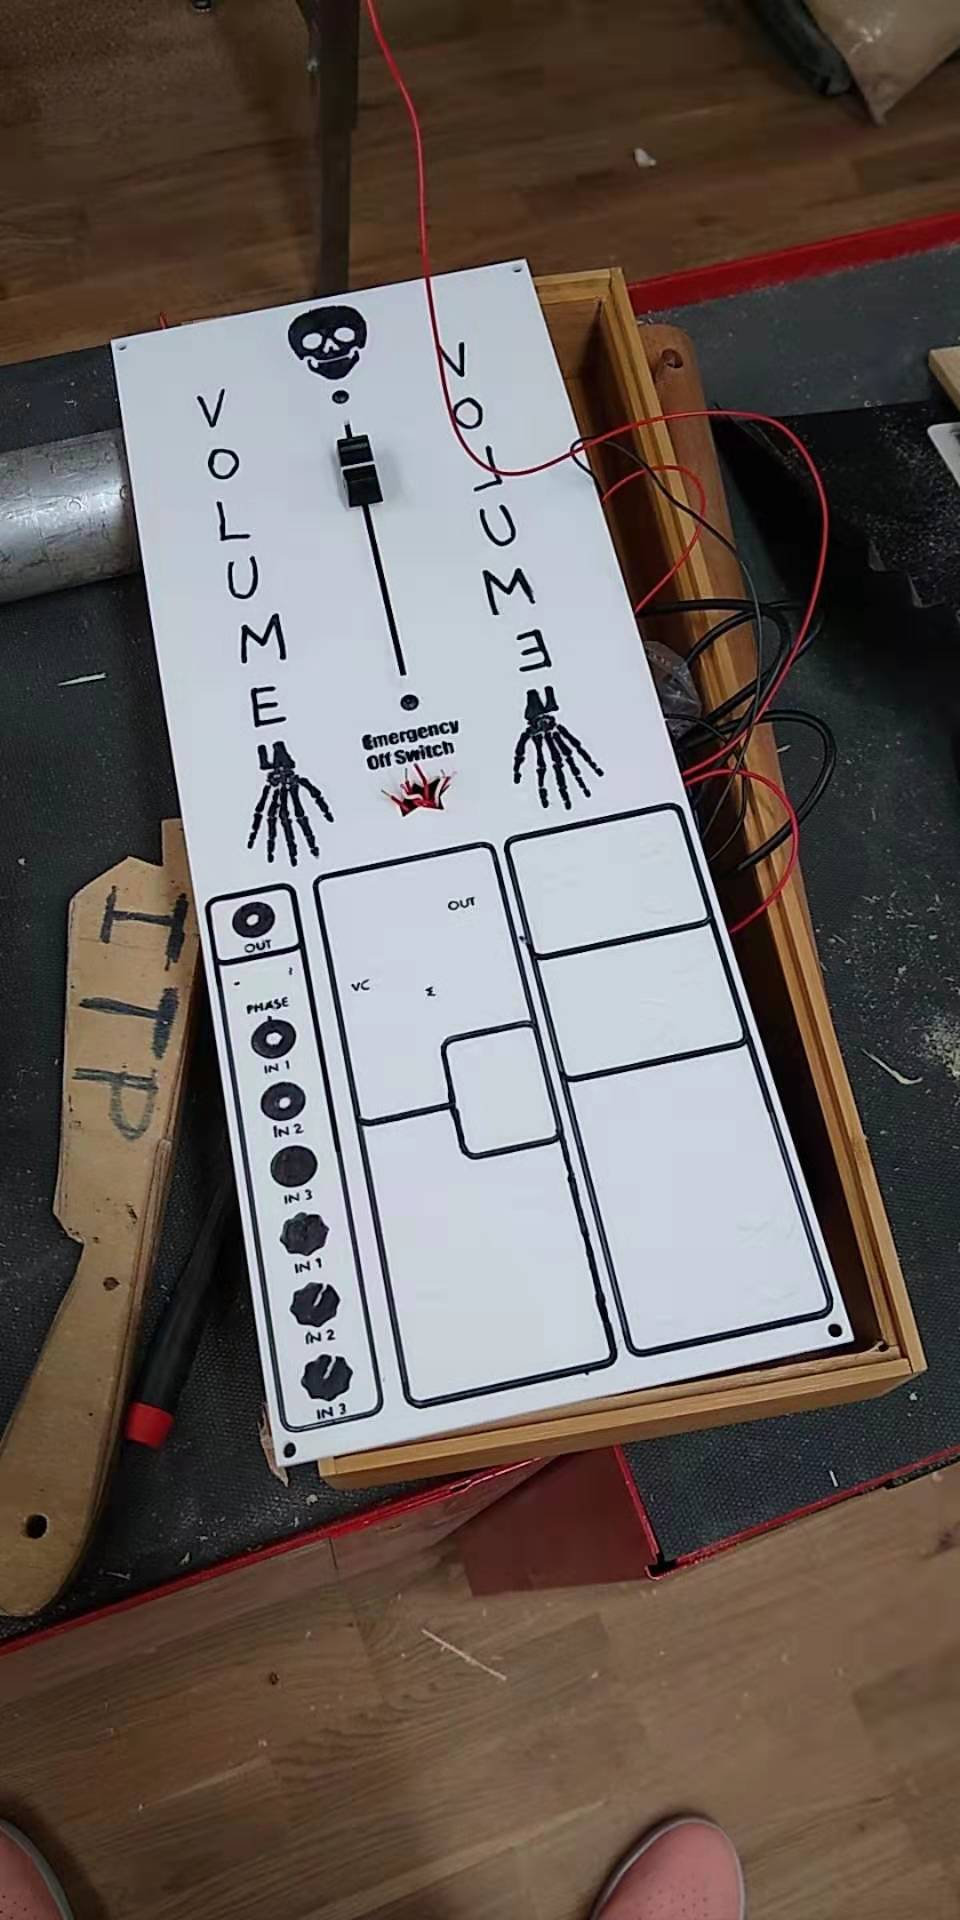 VOLUME
VOLUME
Emergency
Off Switch
OUT
PHASE
IN 1
IN 2
IN 3
IN 1
IN 2
IN 3
OUT
VC
Σ
ITP